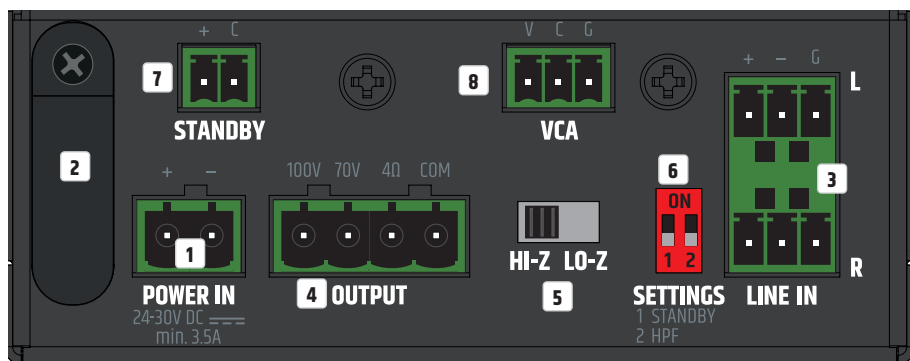 + C
7
STANDBY
V C G
8
VCA
+ − G
L
3
R
LINE IN
2
+ −
1
POWER IN
24-30V DC
min. 3.5A
100V 70V 4Ω COM
4 OUTPUT
HI-Z LO-Z
5
6
ON
1 2
SETTINGS
1 STANDBY
2 HPF